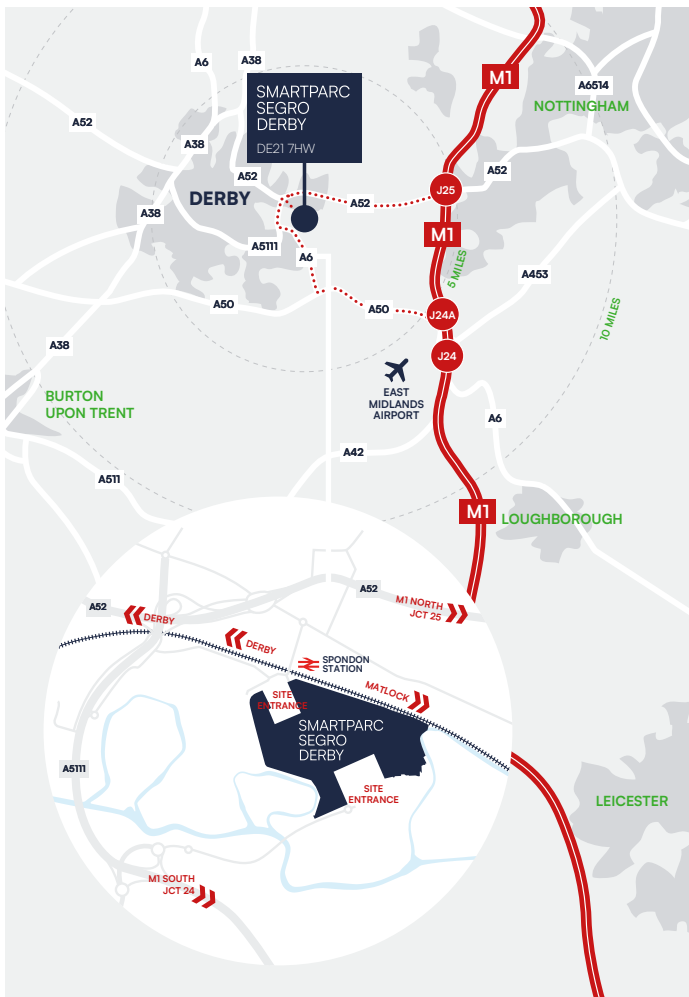 M1
A6
A38
SMARTPARC
SEGRO
DERBY
DE21 7HW
A6514
NOTTINGHAM
A52
A38
A52
A52
DERBY
A52
J25
A38
M1
A5111
A6
5 MILES
A453
A50
A50
J24A
10 MILES
A38
J24
EAST
MIDLANDS
AIRPORT
BURTON
UPON TRENT
A6
A42
A511
M1
LOUGHBOROUGH
A52
A52
DERBY
M1 NORTH
JCT 25
DERBY
SPONDON
STATION
MATLOCK
SITE
ENTRANCE
SMARTPARC
SEGRO
DERBY
A5111
SITE
ENTRANCE
LEICESTER
M1 SOUTH
JCT 24